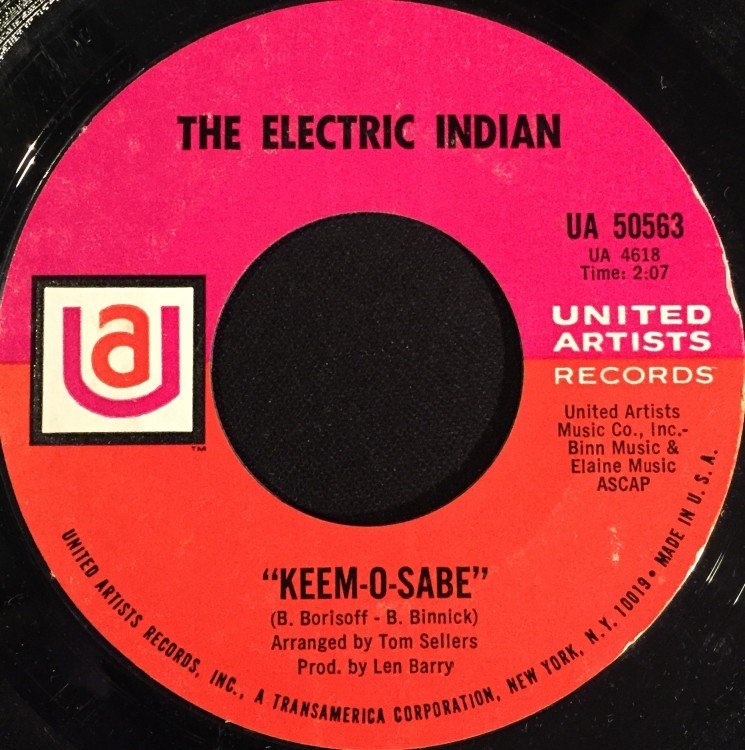 THE ELECTRIC INDIAN
UA 50563
UA 4618
Time: 2:07
ua
TM
UNITED
ARTISTS
RECORDS
United Artists
Music Co., Inc.-
Binn Music &
Elaine Music
ASCAP
"KEEM-O-SABE"
(B. Borisoff - B. Binnick)
Arranged by Tom Sellers
Prod. by Len Barry
UNITED ARTISTS RECORDS, INC., A TRANSAMERICA CORPORATION, NEW YORK, N.Y. 10019 • MADE IN U.S.A.